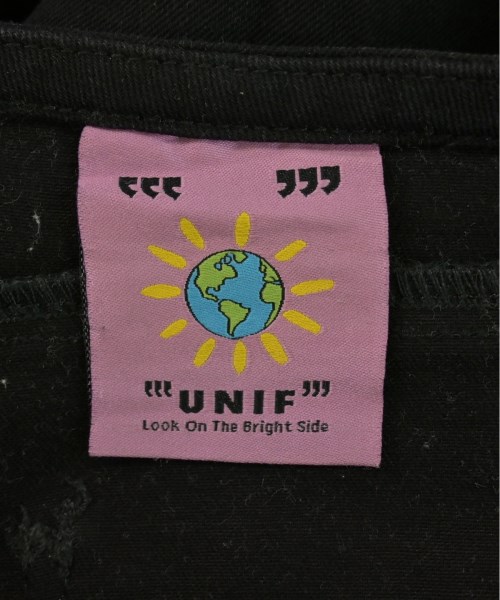 ““‘ ’””
“‘UNIF’”
Look On The Bright Side